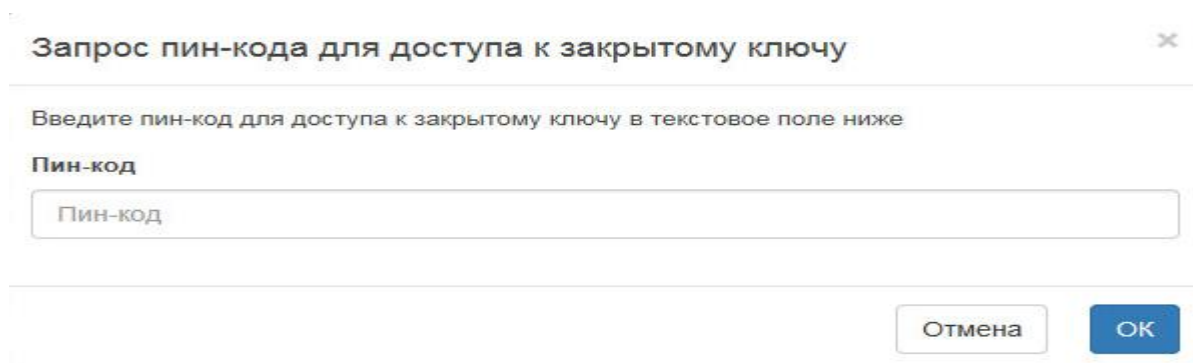 Запрос пин-кода для доступа к закрытому ключу
×
Введите пин-код для доступа к закрытому ключу в текстовое поле ниже
Пин-код
Пин-код
Отмена
ОК